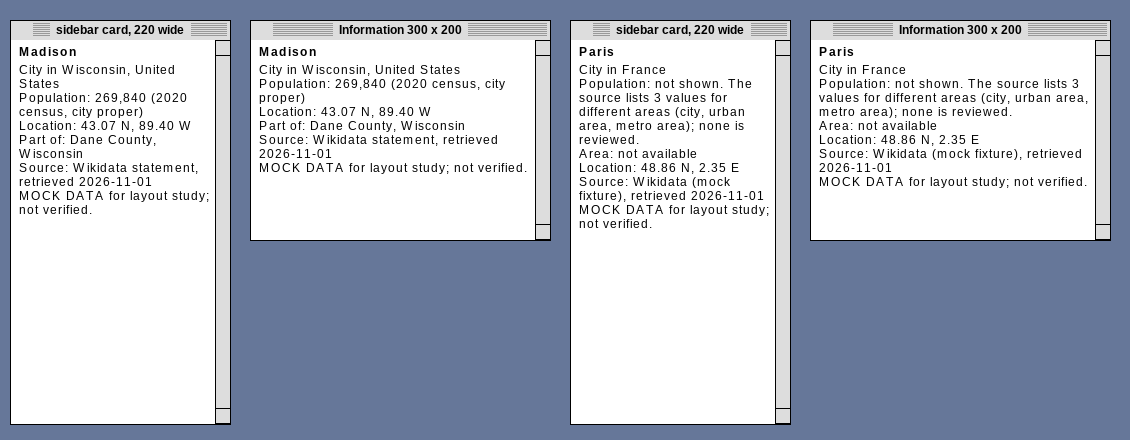 sidebar card, 220 wide
Madison
City in Wisconsin, United
States
Population: 269,840 (2020
census, city proper)
Location: 43.07 N, 89.40 W
Part of: Dane County,
Wisconsin
Source: Wikidata statement,
retrieved 2026-11-01
MOCK DATA for layout study;
not verified.
Information 300 x 200
Madison
City in Wisconsin, United States
Population: 269,840 (2020 census, city
proper)
Location: 43.07 N, 89.40 W
Part of: Dane County, Wisconsin
Source: Wikidata statement, retrieved
2026-11-01
MOCK DATA for layout study; not verified.
sidebar card, 220 wide
Paris
City in France
Population: not shown. The
source lists 3 values for
different areas (city, urban
area, metro area); none is
reviewed.
Area: not available
Location: 48.86 N, 2.35 E
Source: Wikidata (mock
fixture), retrieved 2026-11-01
MOCK DATA for layout study;
not verified.
Information 300 x 200
Paris
City in France
Population: not shown. The source lists 3
values for different areas (city, urban area,
metro area); none is reviewed.
Area: not available
Location: 48.86 N, 2.35 E
Source: Wikidata (mock fixture), retrieved
2026-11-01
MOCK DATA for layout study; not verified.